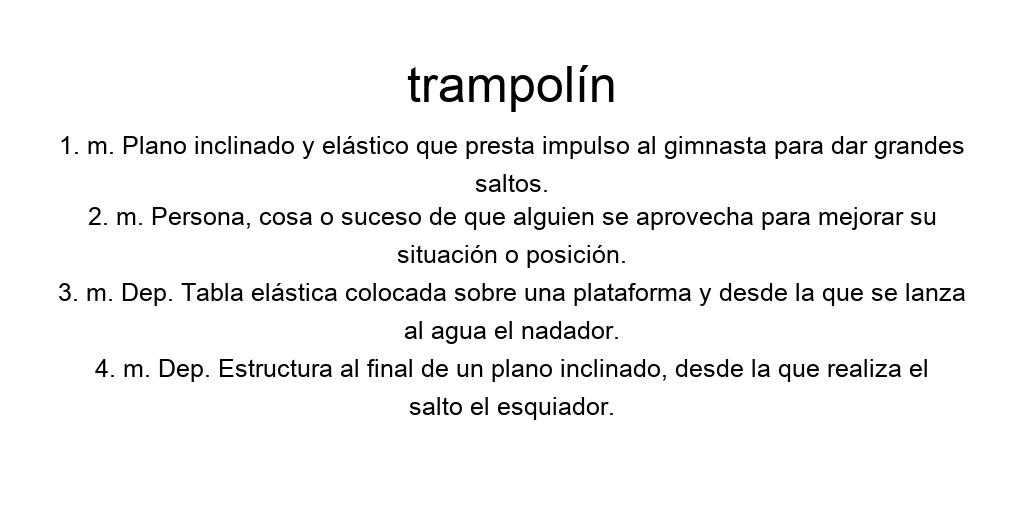 trampolín
1. m. Plano inclinado y elástico que presta impulso al gimnasta para dar grandes
saltos.
2. m. Persona, cosa o suceso de que alguien se aprovecha para mejorar su
situación o posición.
3. m. Dep. Tabla elástica colocada sobre una plataforma y desde la que se lanza
al agua el nadador.
4. m. Dep. Estructura al final de un plano inclinado, desde la que realiza el
salto el esquiador.